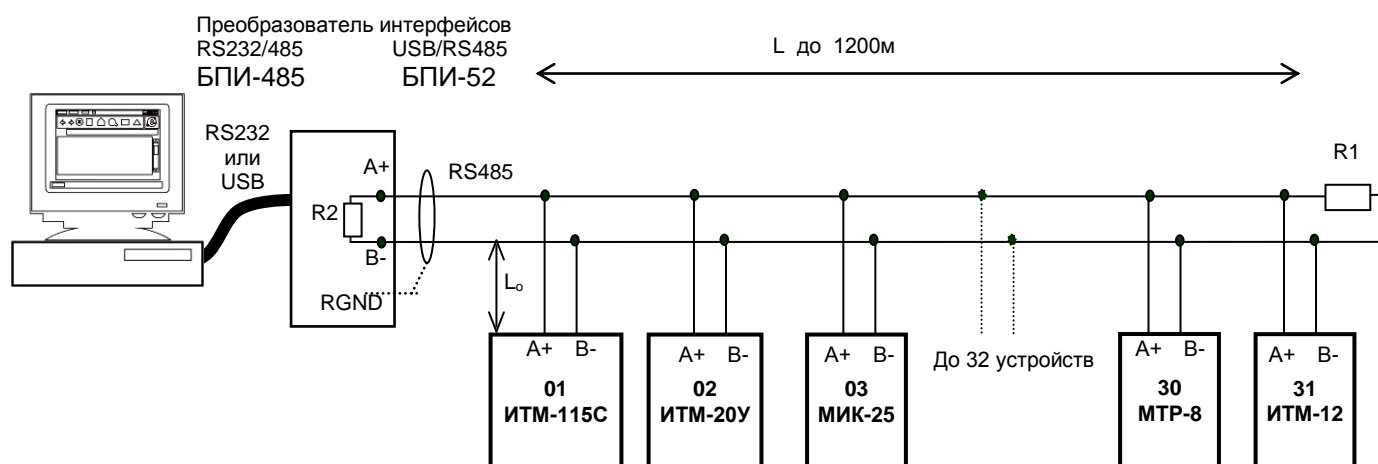 Преобразователь интерфейсов
RS232/485 USB/RS485
БПИ-485 БПИ-52
L до 1200м
RS232
или
USB
A+
RS485
R1
R2
B-
RGND
Lo
До 32 устройств
A+ B-
01
ИТМ-115С
A+ B-
02
ИТМ-20У
A+ B-
03
МИК-25
A+ B-
30
МТР-8
A+ B-
31
ИТМ-12